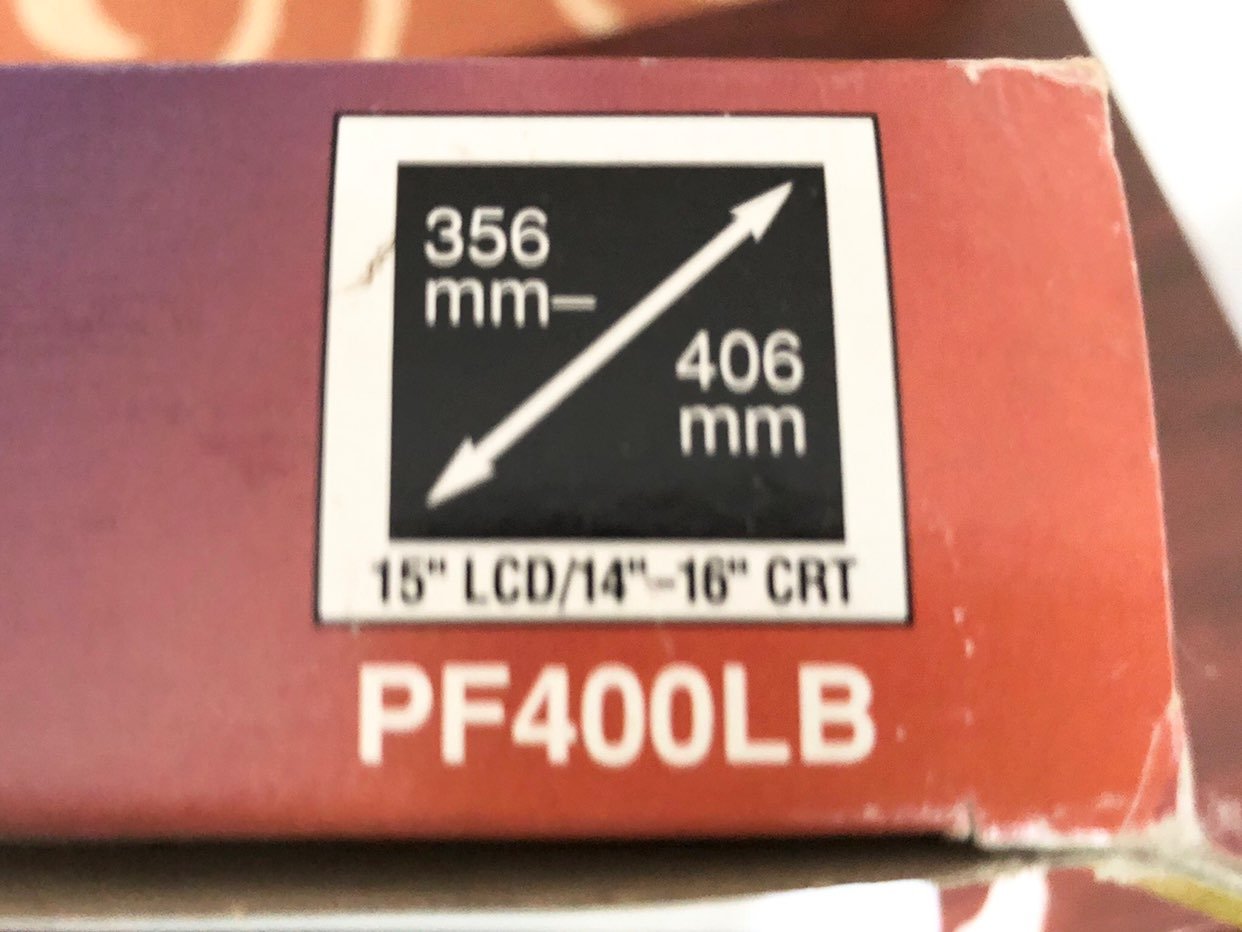 356
mm–
406
mm
15" LCD/14"–16" CRT
PF400LB